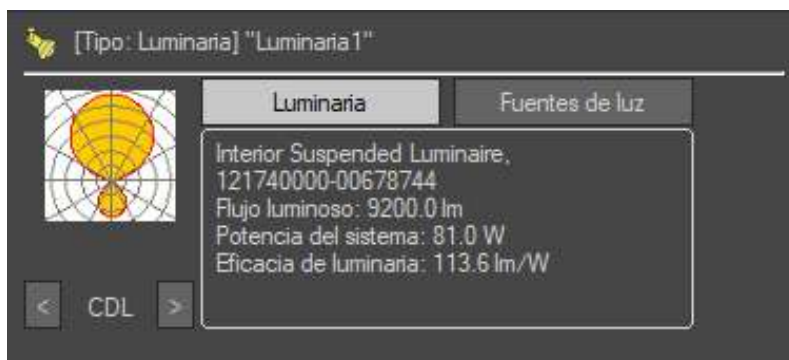 [Tipo: Luminaria] "Luminaria1"
Luminaria
Fuentes de luz
Interior Suspended Luminaire,
121740000-00678744
Flujo luminoso: 9200.0 lm
Potencia del sistema: 81.0 W
Eficacia de luminaria: 113.6 lm/W
< CDL >